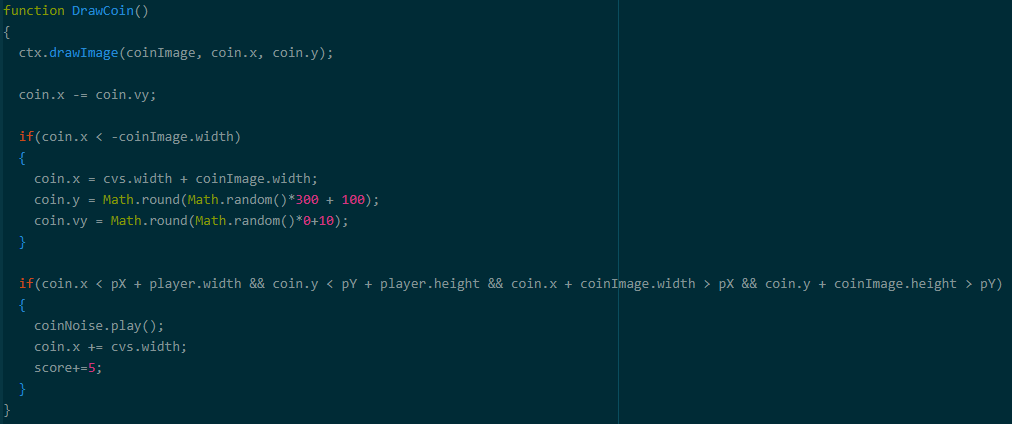 function DrawCoin()
{
ctx.drawImage(coinImage, coin.x, coin.y);
coin.x -= coin.vy;
if(coin.x < -coinImage.width)
{
coin.x = cvs.width + coinImage.width;
coin.y = Math.round(Math.random()*300 + 100);
coin.vy = Math.round(Math.random()*0+10);
}
if(coin.x < pX + player.width && coin.y < pY + player.height && coin.x + coinImage.width > pX && coin.y + coinImage.height > pY)
{
coinNoise.play();
coin.x += cvs.width;
score+=5;
}
}